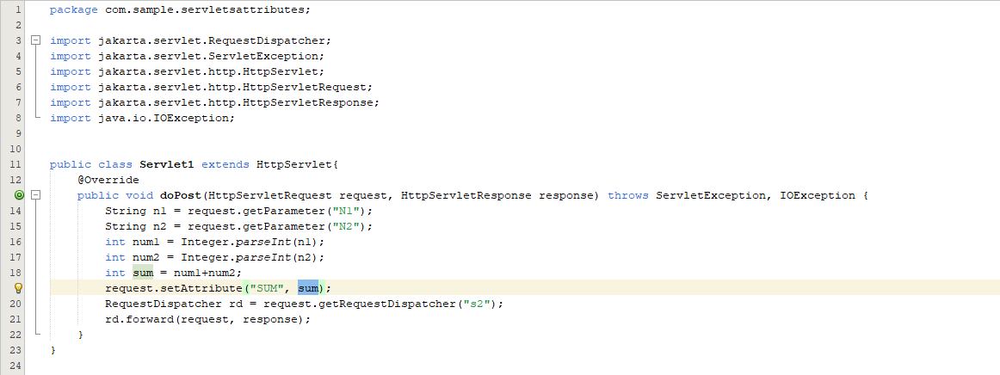 1 package com.sample.servletsattributes;
2
3 import jakarta.servlet.RequestDispatcher;
4 import jakarta.servlet.ServletException;
5 import jakarta.servlet.http.HttpServlet;
6 import jakarta.servlet.http.HttpServletRequest;
7 import jakarta.servlet.http.HttpServletResponse;
8 import java.io.IOException;
9
10
11 public class Servlet1 extends HttpServlet{
12 @Override
public void doPost(HttpServletRequest request, HttpServletResponse response) throws ServletException, IOException {
14 String n1 = request.getParameter("N1");
15 String n2 = request.getParameter("N2");
16 int num1 = Integer.parseInt(n1);
17 int num2 = Integer.parseInt(n2);
18 int sum = num1+num2;
request.setAttribute("SUM", sum);
20 RequestDispatcher rd = request.getRequestDispatcher("s2");
21 rd.forward(request, response);
22 }
23 }
24